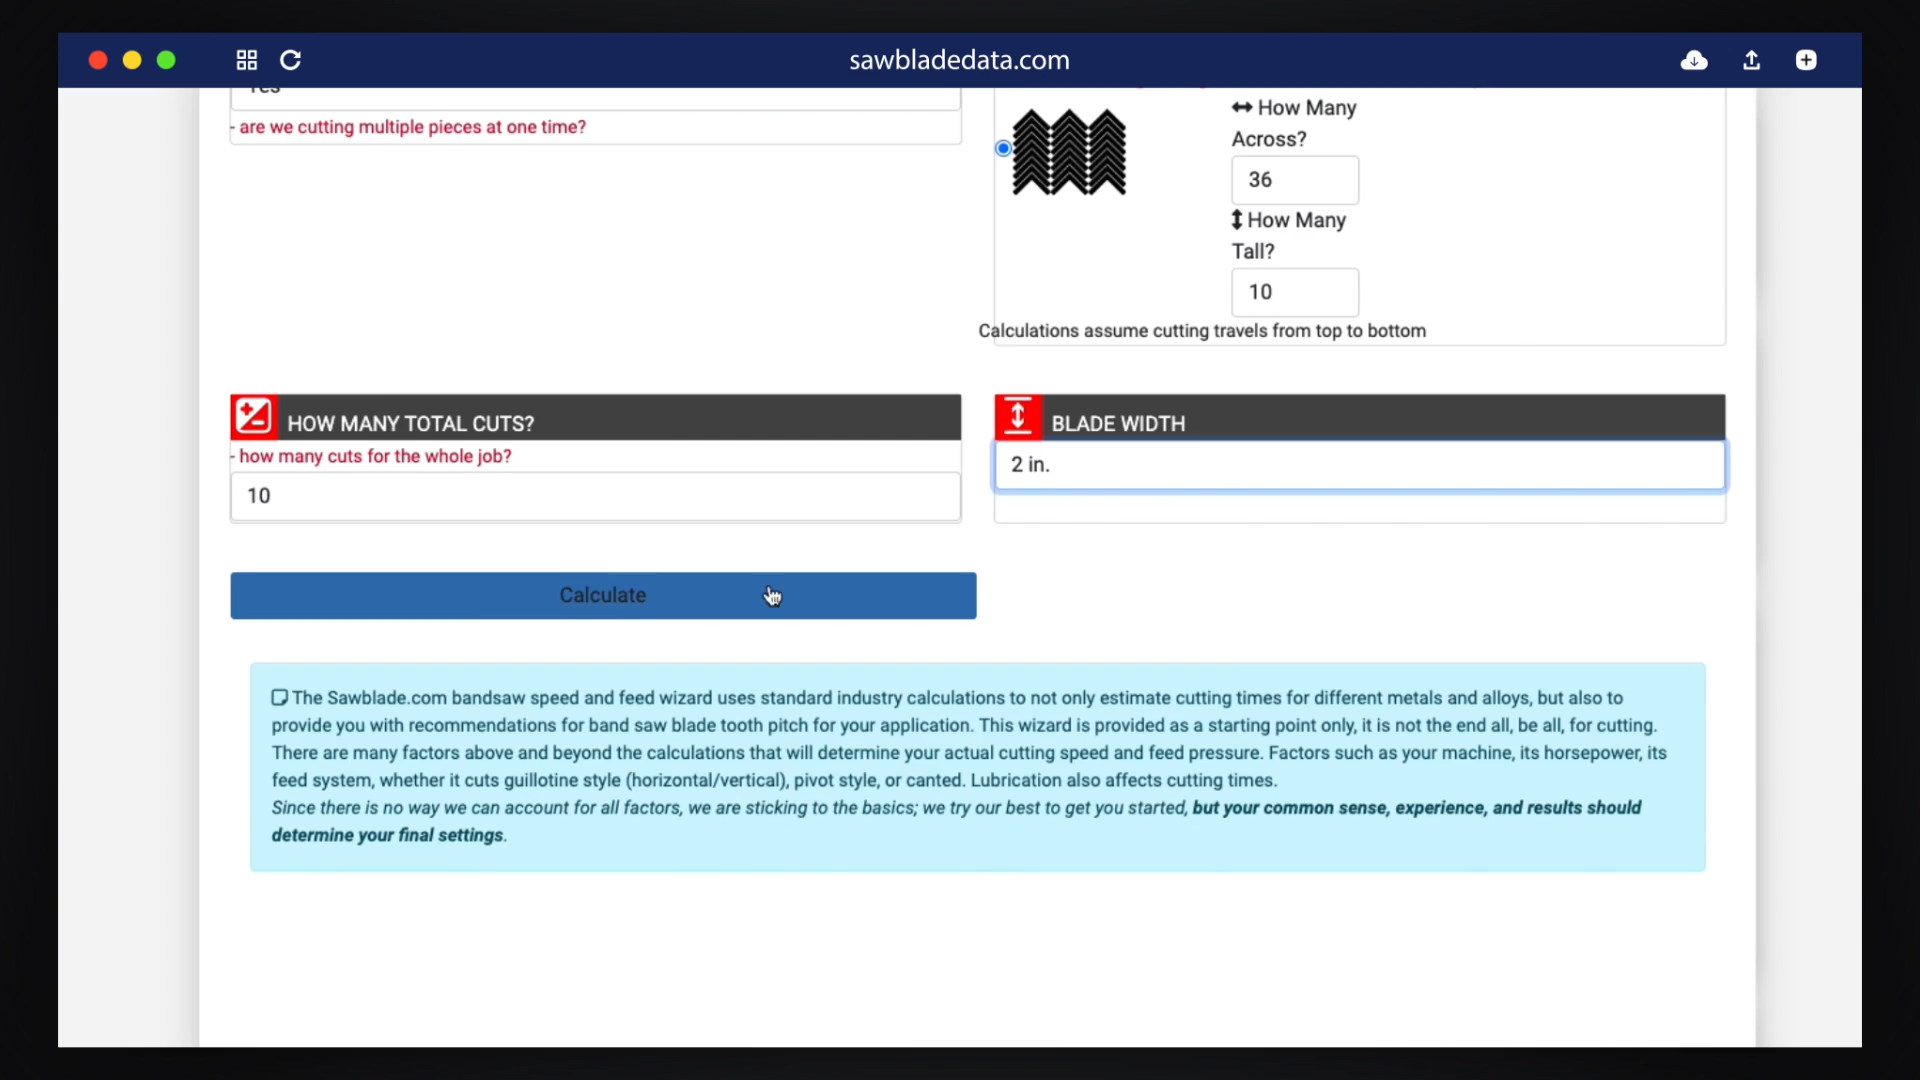 sawbladedata.com
Yes
- are we cutting multiple pieces at one time?
How Many
Across?
36
How Many
Tall?
10
Calculations assume cutting travels from top to bottom
HOW MANY TOTAL CUTS?
- how many cuts for the whole job?
10
BLADE WIDTH
2 in.
Calculate
The Sawblade.com bandsaw speed and feed wizard uses standard industry calculations to not only estimate cutting times for different metals and alloys, but also to
provide you with recommendations for band saw blade tooth pitch for your application. This wizard is provided as a starting point only, it is not the end all, be all, for cutting.
There are many factors above and beyond the calculations that will determine your actual cutting speed and feed pressure. Factors such as your machine, its horsepower, its
feed system, whether it cuts guillotine style (horizontal/vertical), pivot style, or canted. Lubrication also affects cutting times.
Since there is no way we can account for all factors, we are sticking to the basics; we try our best to get you started, but your common sense, experience, and results should
determine your final settings.